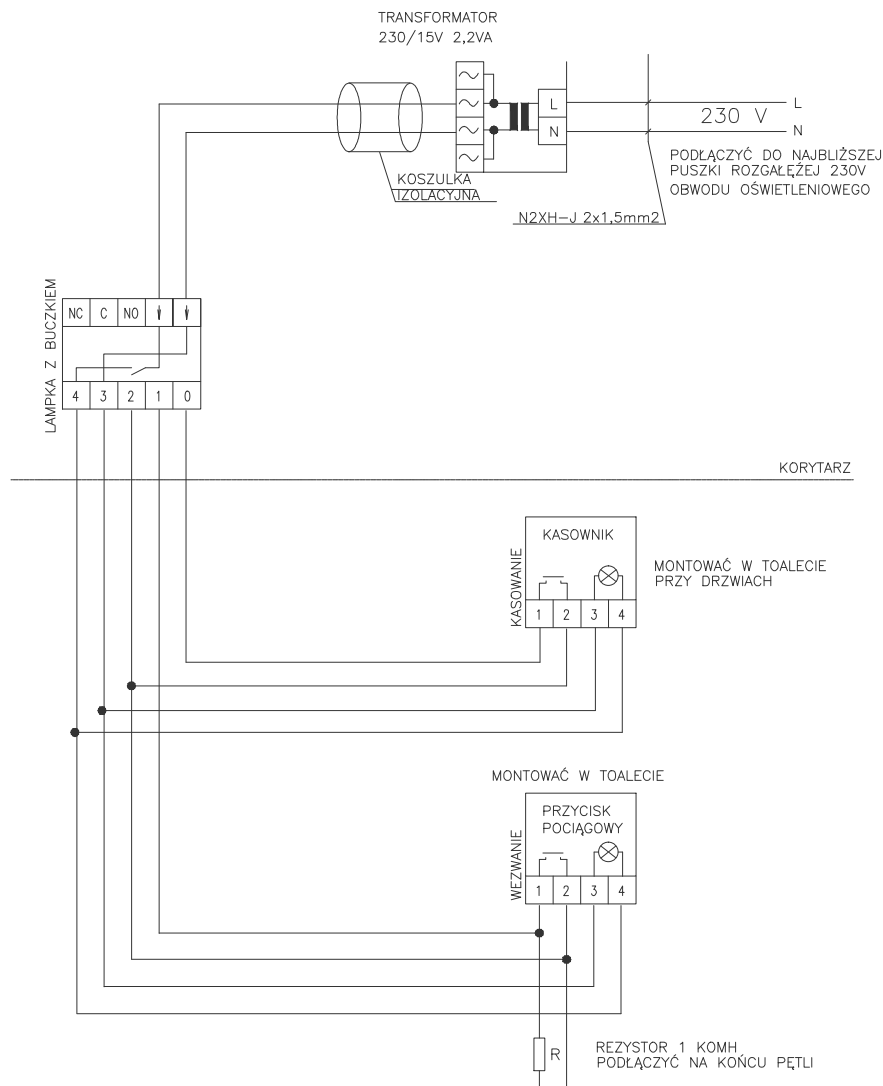 TRANSFORMATOR
230/15V 2,2VA
L
N
230 V
L
N
PODŁĄCZYĆ DO NAJBLIŻSZEJ
PUSZKI ROZGAŁĘŹEJ 230V
OBWODU OŚWIETLENIOWEGO
KOSZULKA
IZOLACYJNA
N2XH-J 2x1,5mm2
LAMPKA Z BUCZKIEM
NC C NO
4 3 2 1 0
KORYTARZ
KASOWANIE
KASOWNIK
1 2 3 4
MONTOWAĆ W TOALECIE
PRZY DRZWIACH
MONTOWAĆ W TOALECIE
WEZWANIE
PRZYCISK
POCIĄGOWY
1 2 3 4
R
REZYSTOR 1 KOMH
PODŁĄCZYĆ NA KOŃCU PĘTLI